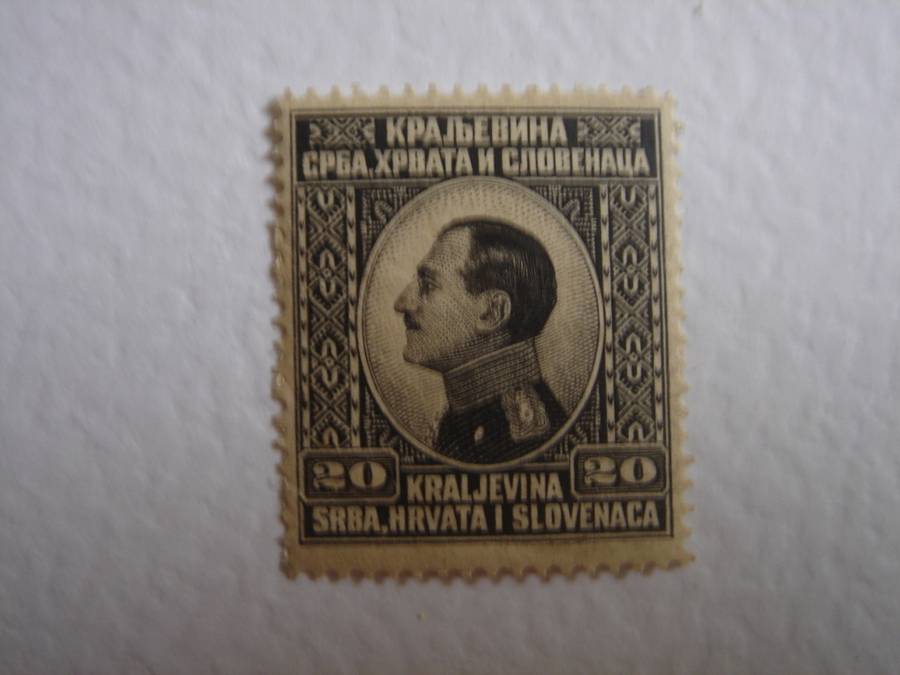 КРАЉЕВИНА
СРБА, ХРВАТА И СЛОВЕНАЦА
20
20
KRALJEVINA
SRBA, HRVATA I SLOVENACA